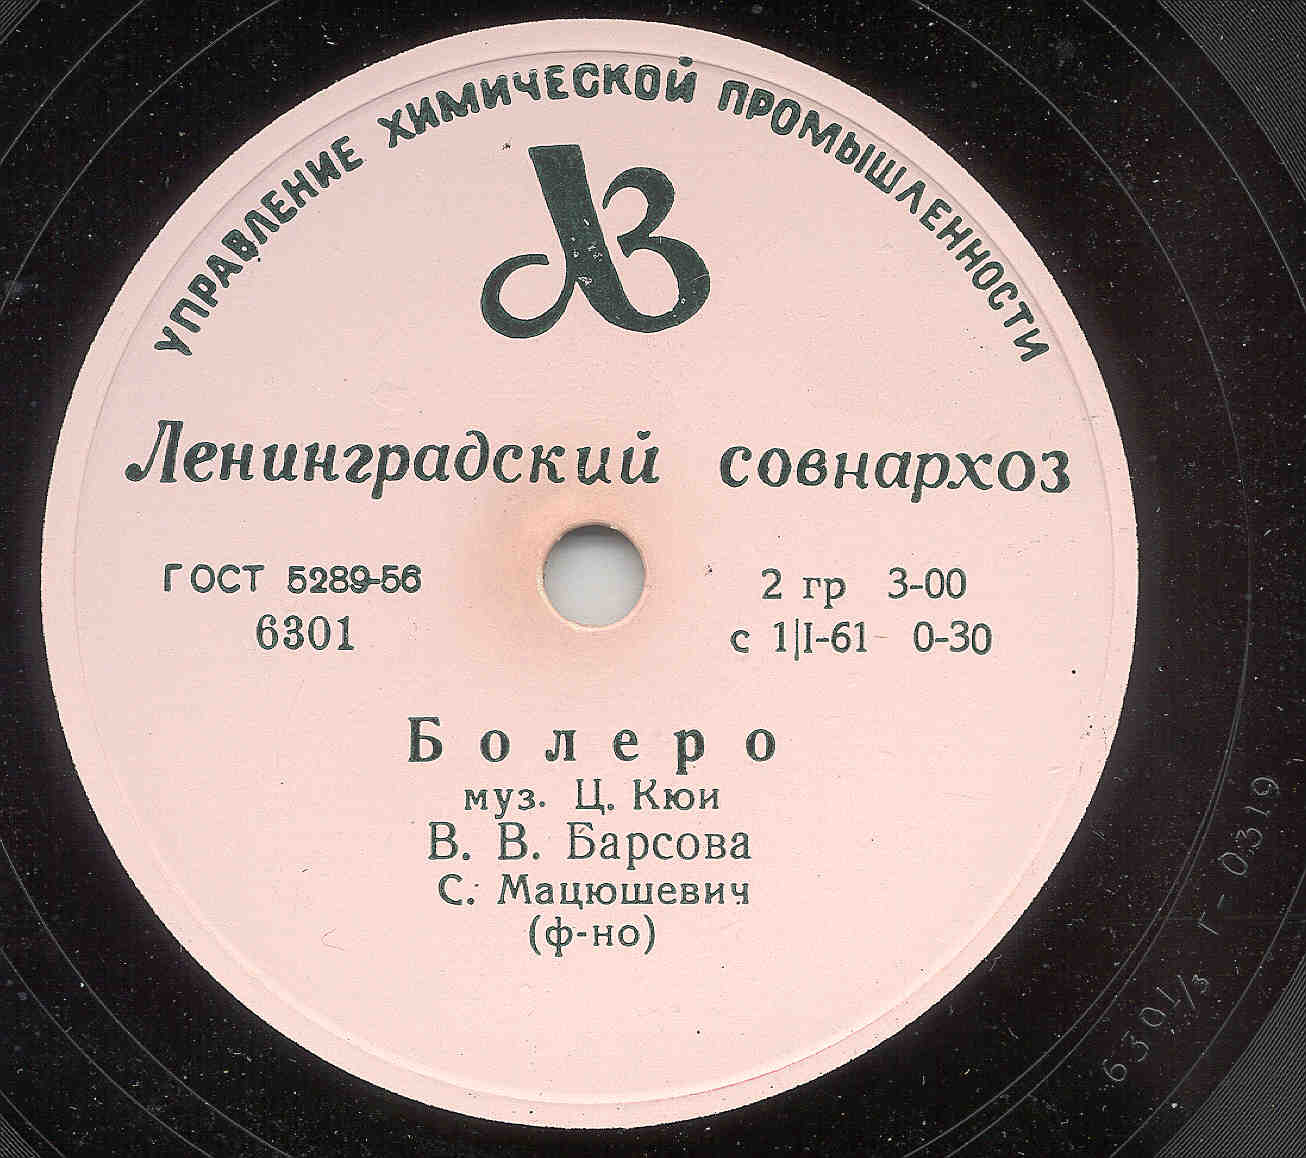 УПРАВЛЕНИЕ ХИМИЧЕСКОЙ ПРОМЫШЛЕННОСТИ
ЛЗ
Ленинградский совнархоз
ГОСТ 5289-56
6301
2 гр 3-00
с 1|I-61 0-30
Болеро
муз. Ц. Кюи
В. В. Барсова
С. Мацюшевич
(ф-но)
6301/3 Г-0319